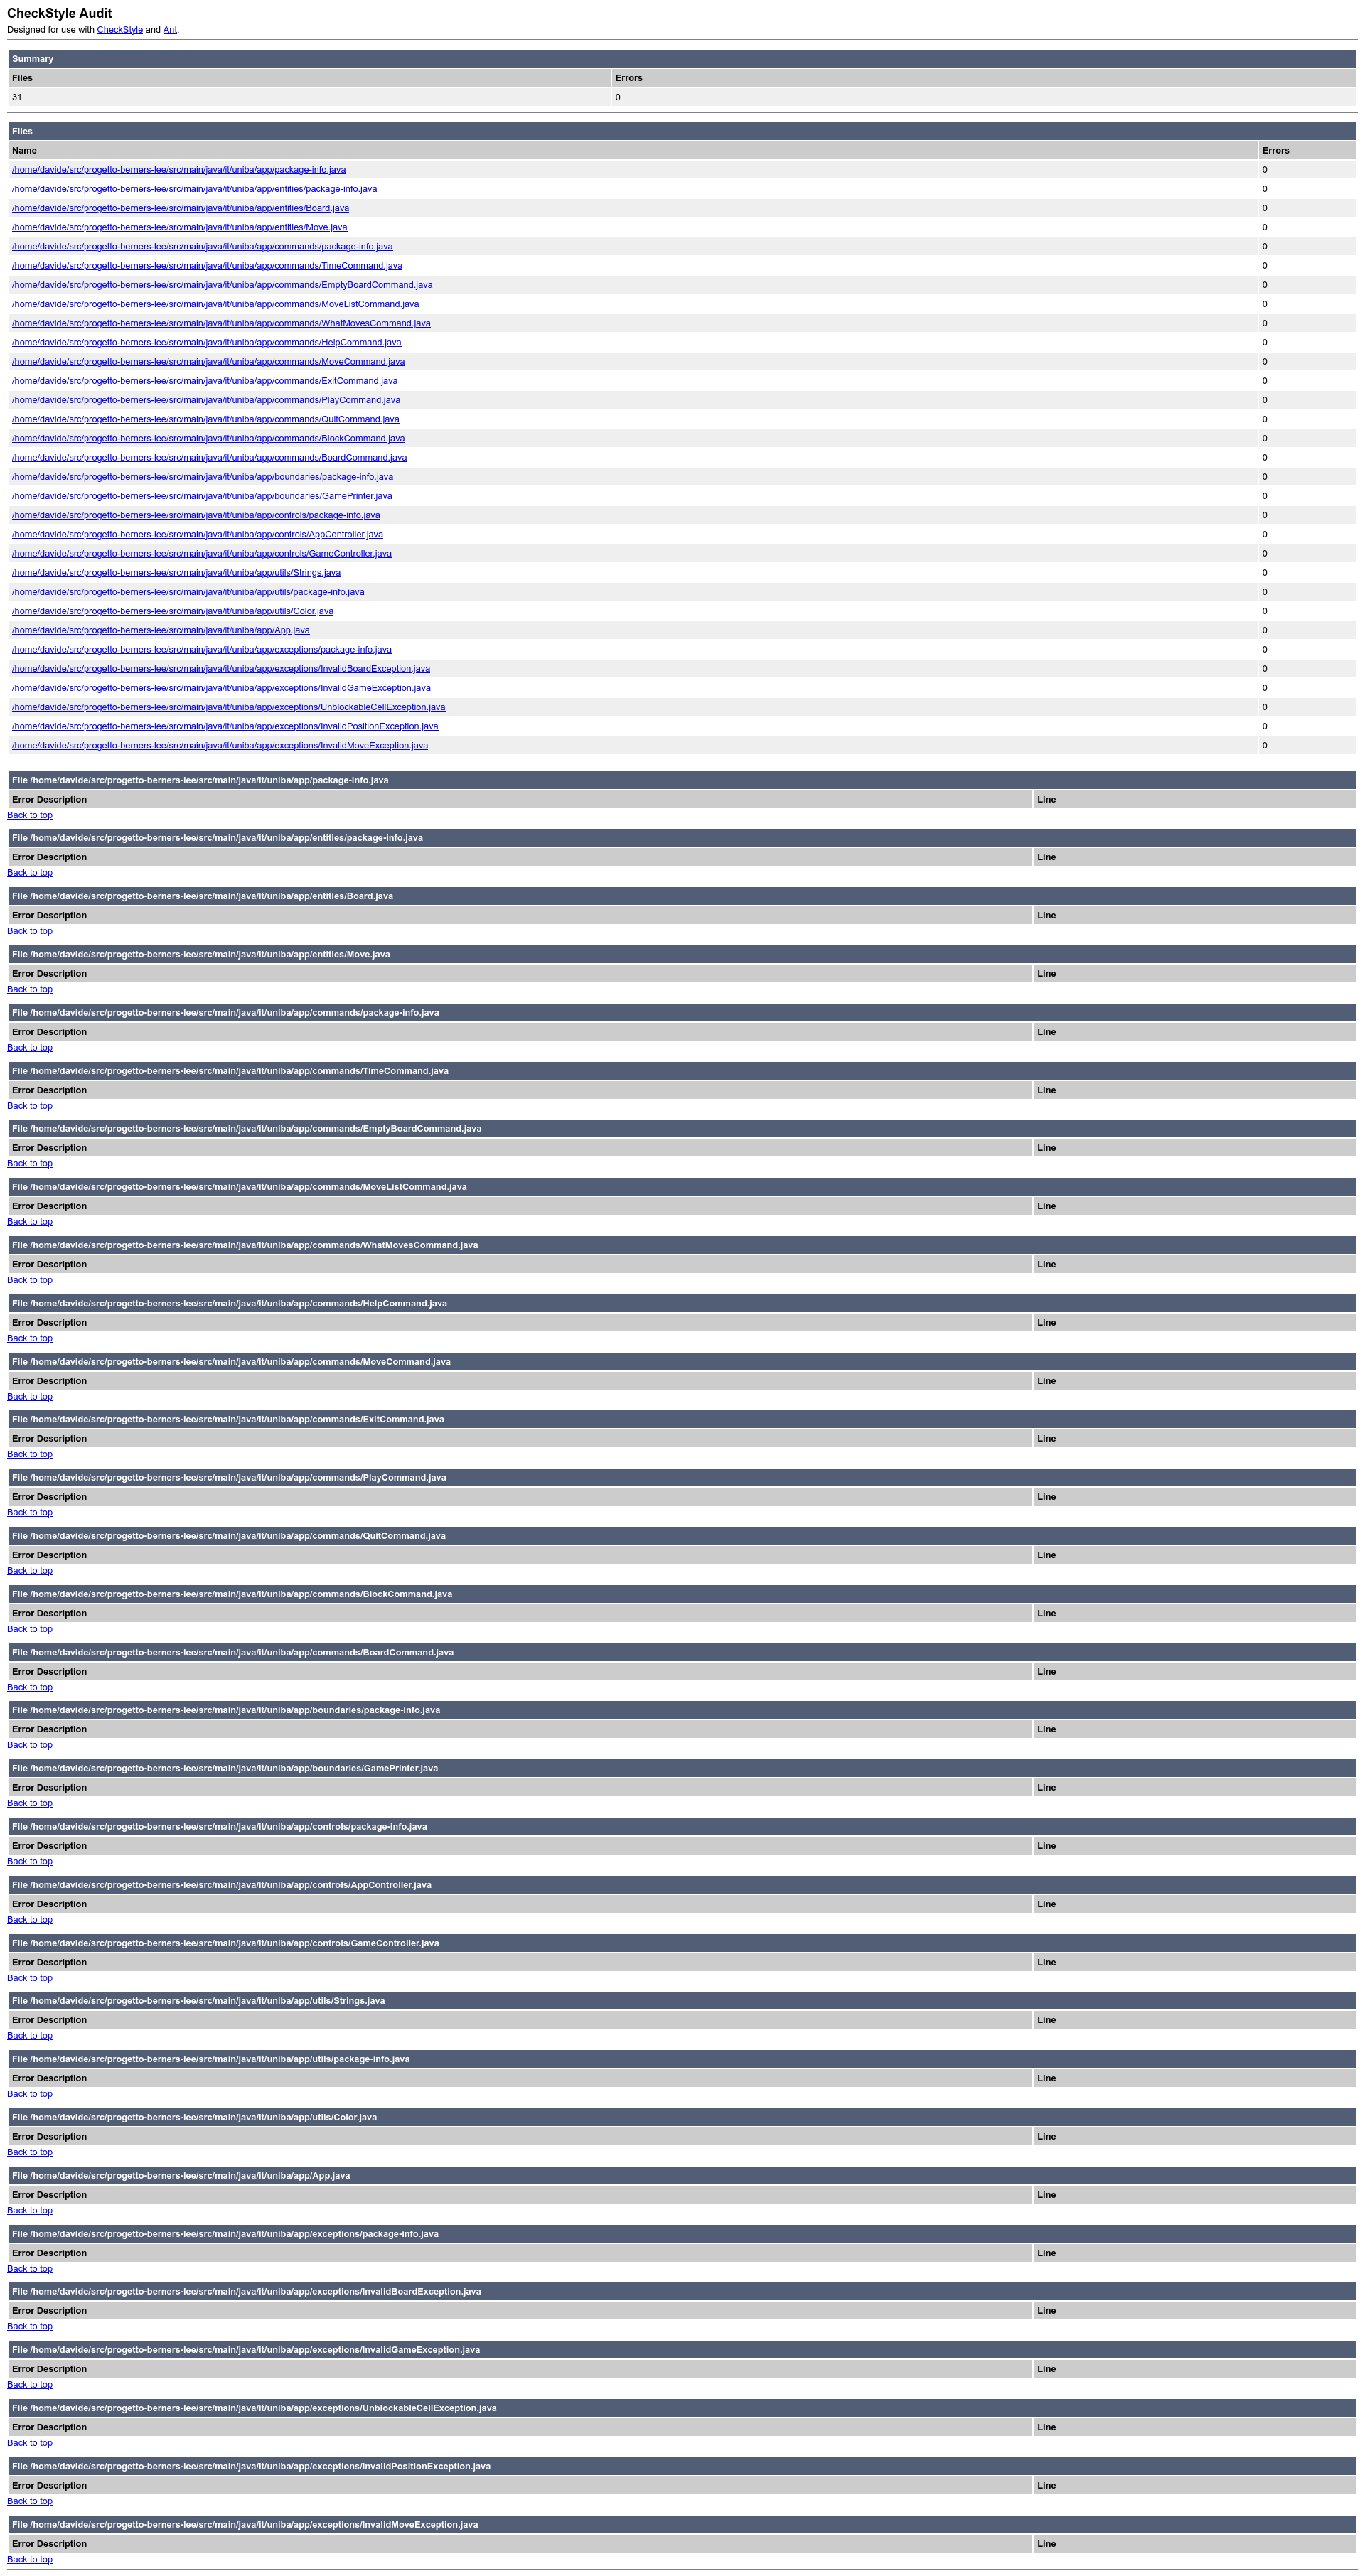 CheckStyle Audit
Designed for use with CheckStyle and Ant.
Summary
Files Errors
31 0
Files
Name Errors
/home/davide/src/progetto-berners-lee/src/main/java/it/uniba/app/package-info.java 0
/home/davide/src/progetto-berners-lee/src/main/java/it/uniba/app/entities/package-info.java 0
/home/davide/src/progetto-berners-lee/src/main/java/it/uniba/app/entities/Board.java 0
/home/davide/src/progetto-berners-lee/src/main/java/it/uniba/app/entities/Move.java 0
/home/davide/src/progetto-berners-lee/src/main/java/it/uniba/app/commands/package-info.java 0
/home/davide/src/progetto-berners-lee/src/main/java/it/uniba/app/commands/TimeCommand.java 0
/home/davide/src/progetto-berners-lee/src/main/java/it/uniba/app/commands/EmptyBoardCommand.java 0
/home/davide/src/progetto-berners-lee/src/main/java/it/uniba/app/commands/MoveListCommand.java 0
/home/davide/src/progetto-berners-lee/src/main/java/it/uniba/app/commands/WhatMovesCommand.java 0
/home/davide/src/progetto-berners-lee/src/main/java/it/uniba/app/commands/HelpCommand.java 0
/home/davide/src/progetto-berners-lee/src/main/java/it/uniba/app/commands/MoveCommand.java 0
/home/davide/src/progetto-berners-lee/src/main/java/it/uniba/app/commands/ExitCommand.java 0
/home/davide/src/progetto-berners-lee/src/main/java/it/uniba/app/commands/PlayCommand.java 0
/home/davide/src/progetto-berners-lee/src/main/java/it/uniba/app/commands/QuitCommand.java 0
/home/davide/src/progetto-berners-lee/src/main/java/it/uniba/app/commands/BlockCommand.java 0
/home/davide/src/progetto-berners-lee/src/main/java/it/uniba/app/commands/BoardCommand.java 0
/home/davide/src/progetto-berners-lee/src/main/java/it/uniba/app/boundaries/package-info.java 0
/home/davide/src/progetto-berners-lee/src/main/java/it/uniba/app/boundaries/GamePrinter.java 0
/home/davide/src/progetto-berners-lee/src/main/java/it/uniba/app/controls/package-info.java 0
/home/davide/src/progetto-berners-lee/src/main/java/it/uniba/app/controls/AppController.java 0
/home/davide/src/progetto-berners-lee/src/main/java/it/uniba/app/controls/GameController.java 0
/home/davide/src/progetto-berners-lee/src/main/java/it/uniba/app/utils/Strings.java 0
/home/davide/src/progetto-berners-lee/src/main/java/it/uniba/app/utils/package-info.java 0
/home/davide/src/progetto-berners-lee/src/main/java/it/uniba/app/utils/Color.java 0
/home/davide/src/progetto-berners-lee/src/main/java/it/uniba/app/App.java 0
/home/davide/src/progetto-berners-lee/src/main/java/it/uniba/app/exceptions/package-info.java 0
/home/davide/src/progetto-berners-lee/src/main/java/it/uniba/app/exceptions/InvalidBoardException.java 0
/home/davide/src/progetto-berners-lee/src/main/java/it/uniba/app/exceptions/InvalidGameException.java 0
/home/davide/src/progetto-berners-lee/src/main/java/it/uniba/app/exceptions/UnblockableCellException.java 0
/home/davide/src/progetto-berners-lee/src/main/java/it/uniba/app/exceptions/InvalidPositionException.java 0
/home/davide/src/progetto-berners-lee/src/main/java/it/uniba/app/exceptions/InvalidMoveException.java 0
File /home/davide/src/progetto-berners-lee/src/main/java/it/uniba/app/package-info.java
Error Description Line
Back to top
File /home/davide/src/progetto-berners-lee/src/main/java/it/uniba/app/entities/package-info.java
Error Description Line
Back to top
File /home/davide/src/progetto-berners-lee/src/main/java/it/uniba/app/entities/Board.java
Error Description Line
Back to top
File /home/davide/src/progetto-berners-lee/src/main/java/it/uniba/app/entities/Move.java
Error Description Line
Back to top
File /home/davide/src/progetto-berners-lee/src/main/java/it/uniba/app/commands/package-info.java
Error Description Line
Back to top
File /home/davide/src/progetto-berners-lee/src/main/java/it/uniba/app/commands/TimeCommand.java
Error Description Line
Back to top
File /home/davide/src/progetto-berners-lee/src/main/java/it/uniba/app/commands/EmptyBoardCommand.java
Error Description Line
Back to top
File /home/davide/src/progetto-berners-lee/src/main/java/it/uniba/app/commands/MoveListCommand.java
Error Description Line
Back to top
File /home/davide/src/progetto-berners-lee/src/main/java/it/uniba/app/commands/WhatMovesCommand.java
Error Description Line
Back to top
File /home/davide/src/progetto-berners-lee/src/main/java/it/uniba/app/commands/HelpCommand.java
Error Description Line
Back to top
File /home/davide/src/progetto-berners-lee/src/main/java/it/uniba/app/commands/MoveCommand.java
Error Description Line
Back to top
File /home/davide/src/progetto-berners-lee/src/main/java/it/uniba/app/commands/ExitCommand.java
Error Description Line
Back to top
File /home/davide/src/progetto-berners-lee/src/main/java/it/uniba/app/commands/PlayCommand.java
Error Description Line
Back to top
File /home/davide/src/progetto-berners-lee/src/main/java/it/uniba/app/commands/QuitCommand.java
Error Description Line
Back to top
File /home/davide/src/progetto-berners-lee/src/main/java/it/uniba/app/commands/BlockCommand.java
Error Description Line
Back to top
File /home/davide/src/progetto-berners-lee/src/main/java/it/uniba/app/commands/BoardCommand.java
Error Description Line
Back to top
File /home/davide/src/progetto-berners-lee/src/main/java/it/uniba/app/boundaries/package-info.java
Error Description Line
Back to top
File /home/davide/src/progetto-berners-lee/src/main/java/it/uniba/app/boundaries/GamePrinter.java
Error Description Line
Back to top
File /home/davide/src/progetto-berners-lee/src/main/java/it/uniba/app/controls/package-info.java
Error Description Line
Back to top
File /home/davide/src/progetto-berners-lee/src/main/java/it/uniba/app/controls/AppController.java
Error Description Line
Back to top
File /home/davide/src/progetto-berners-lee/src/main/java/it/uniba/app/controls/GameController.java
Error Description Line
Back to top
File /home/davide/src/progetto-berners-lee/src/main/java/it/uniba/app/utils/Strings.java
Error Description Line
Back to top
File /home/davide/src/progetto-berners-lee/src/main/java/it/uniba/app/utils/package-info.java
Error Description Line
Back to top
File /home/davide/src/progetto-berners-lee/src/main/java/it/uniba/app/utils/Color.java
Error Description Line
Back to top
File /home/davide/src/progetto-berners-lee/src/main/java/it/uniba/app/App.java
Error Description Line
Back to top
File /home/davide/src/progetto-berners-lee/src/main/java/it/uniba/app/exceptions/package-info.java
Error Description Line
Back to top
File /home/davide/src/progetto-berners-lee/src/main/java/it/uniba/app/exceptions/InvalidBoardException.java
Error Description Line
Back to top
File /home/davide/src/progetto-berners-lee/src/main/java/it/uniba/app/exceptions/InvalidGameException.java
Error Description Line
Back to top
File /home/davide/src/progetto-berners-lee/src/main/java/it/uniba/app/exceptions/UnblockableCellException.java
Error Description Line
Back to top
File /home/davide/src/progetto-berners-lee/src/main/java/it/uniba/app/exceptions/InvalidPositionException.java
Error Description Line
Back to top
File /home/davide/src/progetto-berners-lee/src/main/java/it/uniba/app/exceptions/InvalidMoveException.java
Error Description Line
Back to top